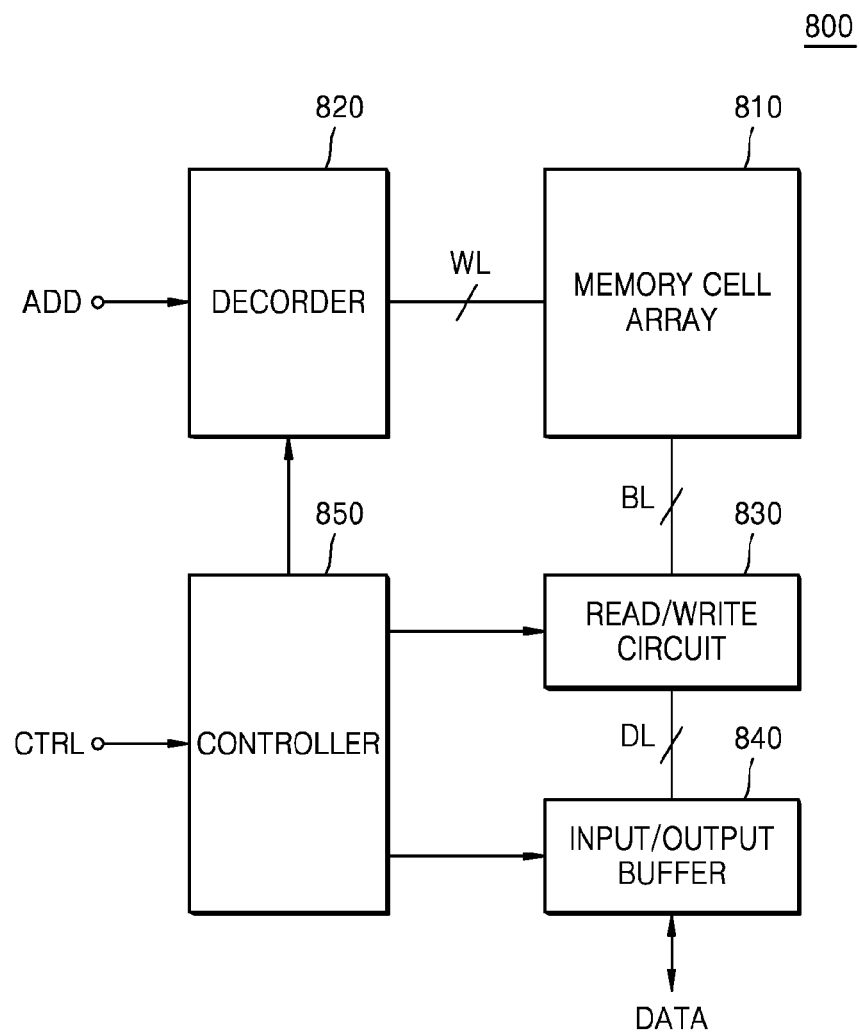 800
820
810
ADD
DECORDER
WL
MEMORY CELL
ARRAY
850
BL
830
READ/WRITE
CIRCUIT
CTRL
CONTROLLER
DL
840
INPUT/OUTPUT
BUFFER
DATA